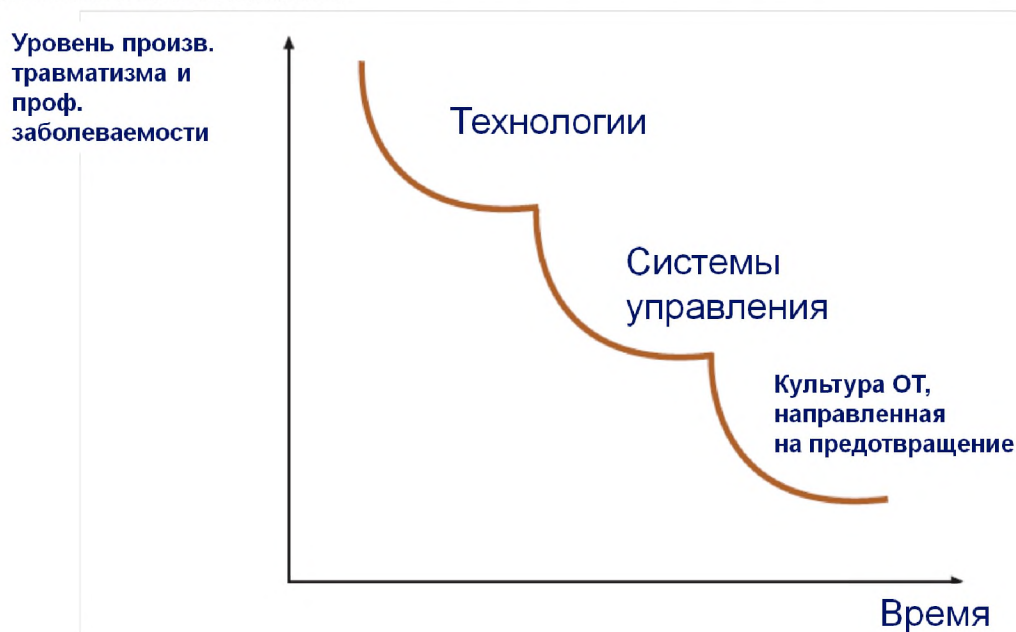 Уровень произв.
травматизма и
проф.
заболеваемости
Технологии
Системы
управления
Культура ОТ,
направленная
на предотвращение
Время